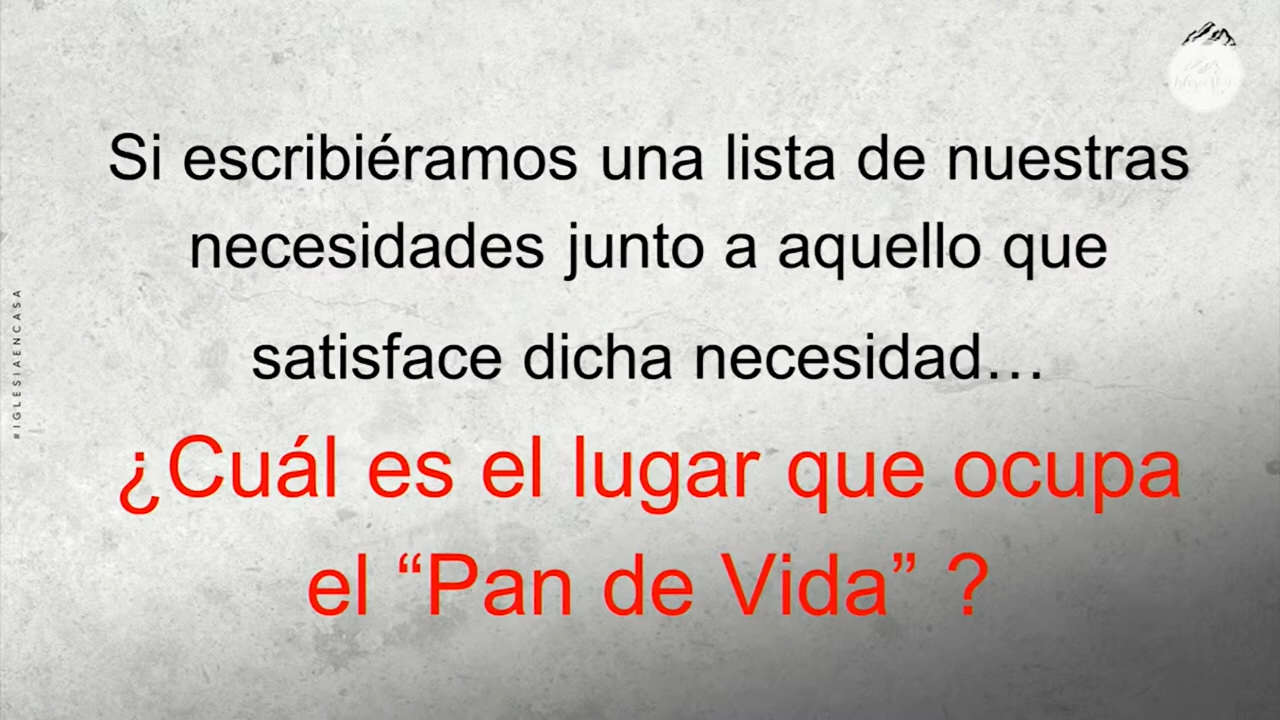 Si escribiéramos una lista de nuestras
necesidades junto a aquello que
satisface dicha necesidad…
¿Cuál es el lugar que ocupa
el “Pan de Vida” ?
#IGLESIAENCASA